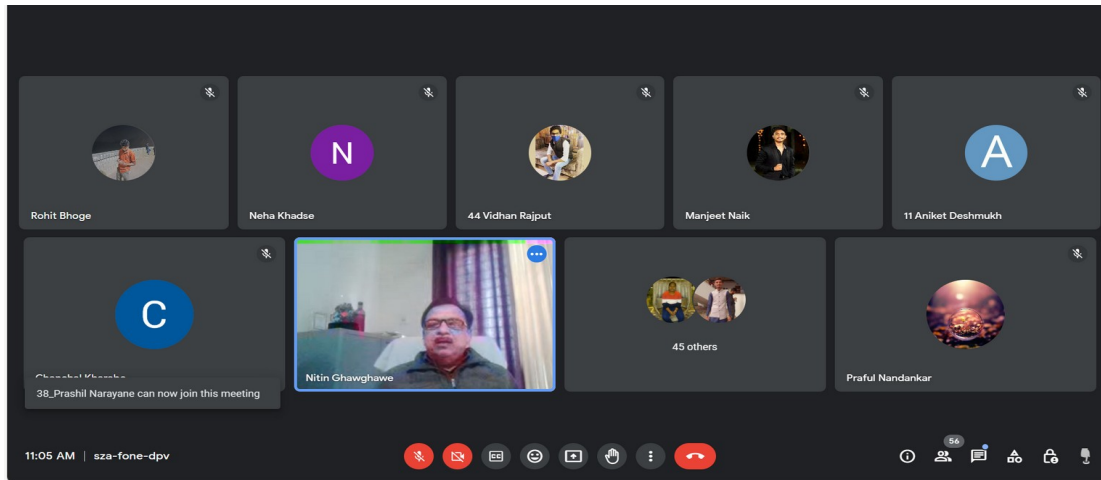 Rohit Bhoge
N
Neha Khadse
44 Vidhan Rajput
Manjeet Naik
A
11 Aniket Deshmukh
C
Nitin Ghawghawe
45 others
Praful Nandankar
38_Prashil Narayane can now join this meeting
11:05 AM | sza-fone-dpv
CC
56